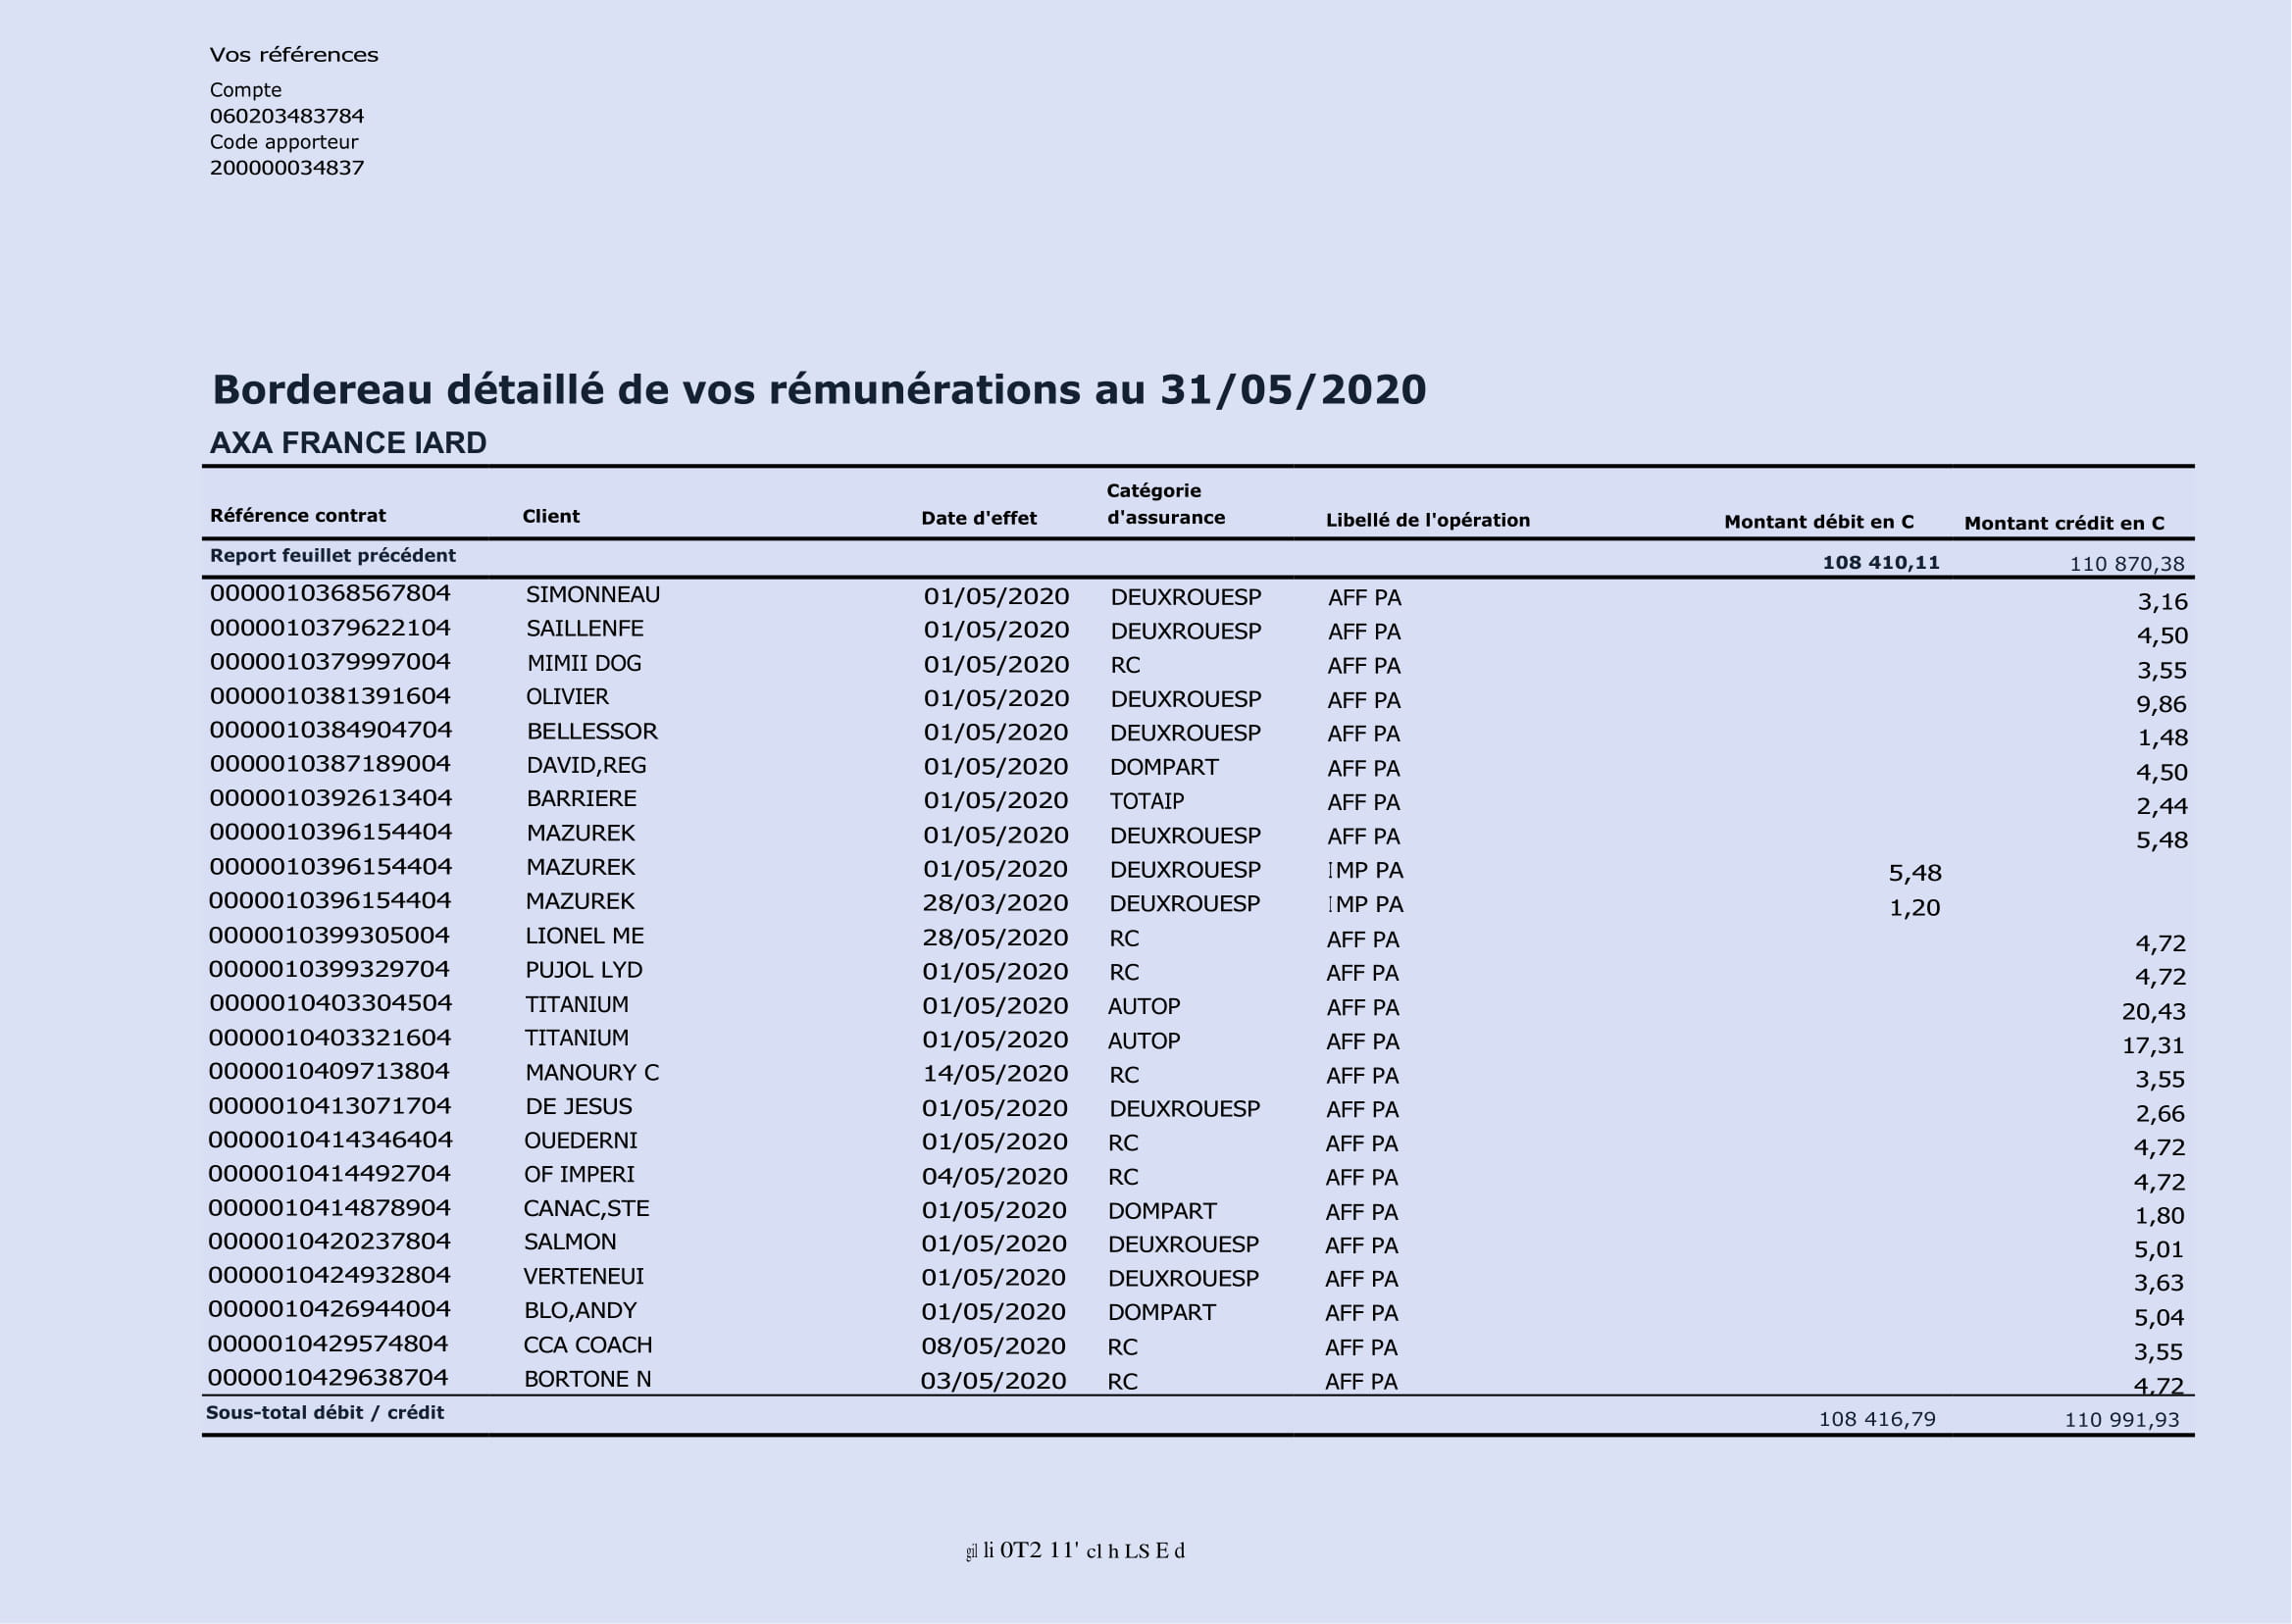 Vos références
Compte
060203483784
Code apporteur
200000034837
Bordereau détaillé de vos rémunérations au 31/05/2020
AXA FRANCE IARD
Référence contrat Client Date d'effet Catégorie d'assurance Libellé de l'opération Montant débit en C Montant crédit en C
Report feuillet précédent 108 410,11 110 870,38
0000010368567804 SIMONNEAU 01/05/2020 DEUXROUESP AFF PA 3,16
0000010379622104 SAILLENFE 01/05/2020 DEUXROUESP AFF PA 4,50
0000010379997004 MIMII DOG 01/05/2020 RC AFF PA 3,55
0000010381391604 OLIVIER 01/05/2020 DEUXROUESP AFF PA 9,86
0000010384904704 BELLESSOR 01/05/2020 DEUXROUESP AFF PA 1,48
0000010387189004 DAVID,REG 01/05/2020 DOMPART AFF PA 4,50
0000010392613404 BARRIERE 01/05/2020 TOTAIP AFF PA 2,44
0000010396154404 MAZUREK 01/05/2020 DEUXROUESP AFF PA 5,48
0000010396154404 MAZUREK 01/05/2020 DEUXROUESP IMP PA 5,48
0000010396154404 MAZUREK 28/03/2020 DEUXROUESP IMP PA 1,20
0000010399305004 LIONEL ME 28/05/2020 RC AFF PA 4,72
0000010399329704 PUJOL LYD 01/05/2020 RC AFF PA 4,72
0000010403304504 TITANIUM 01/05/2020 AUTOP AFF PA 20,43
0000010403321604 TITANIUM 01/05/2020 AUTOP AFF PA 17,31
0000010409713804 MANOURY C 14/05/2020 RC AFF PA 3,55
0000010413071704 DE JESUS 01/05/2020 DEUXROUESP AFF PA 2,66
0000010414346404 OUEDERNI 01/05/2020 RC AFF PA 4,72
0000010414492704 OF IMPERI 04/05/2020 RC AFF PA 4,72
0000010414878904 CANAC,STE 01/05/2020 DOMPART AFF PA 1,80
0000010420237804 SALMON 01/05/2020 DEUXROUESP AFF PA 5,01
0000010424932804 VERTENEUI 01/05/2020 DEUXROUESP AFF PA 3,63
0000010426944004 BLO,ANDY 01/05/2020 DOMPART AFF PA 5,04
0000010429574804 CCA COACH 08/05/2020 RC AFF PA 3,55
0000010429638704 BORTONE N 03/05/2020 RC AFF PA 4,72
Sous-total débit / crédit 108 416,79 110 991,93
gil li 0T2 11' cl h LS E d